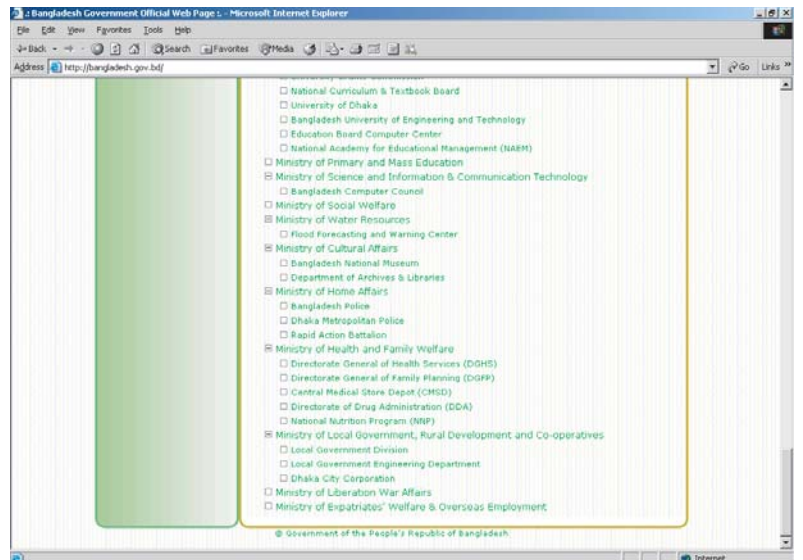 .: Bangladesh Government Official Web Page :. - Microsoft Internet Explorer
File Edit View Favorites Tools Help
Back Search Favorites Media
Address http://bangladesh.gov.bd/ Go Links »
University Grants Commission
National Curriculum & Textbook Board
University of Dhaka
Bangladesh University of Engineering and Technology
Education Board Computer Center
National Academy for Educational Management (NAEM)
Ministry of Primary and Mass Education
Ministry of Science and Information & Communication Technology
Bangladesh Computer Council
Ministry of Social Welfare
Ministry of Water Resources
Flood Forecasting and Warning Center
Ministry of Cultural Affairs
Bangladesh National Museum
Department of Archives & Libraries
Ministry of Home Affairs
Bangladesh Police
Dhaka Metropolitan Police
Rapid Action Battalion
Ministry of Health and Family Welfare
Directorate General of Health Services (DGHS)
Directorate General of Family Planning (DGFP)
Central Medical Store Depot (CMSD)
Directorate of Drug Administration (DDA)
National Nutrition Program (NNP)
Ministry of Local Government, Rural Development and Co-operatives
Local Government Division
Local Government Engineering Department
Dhaka City Corporation
Ministry of Liberation War Affairs
Ministry of Expatriates' Welfare & Overseas Employment
@ Government of the People's Republic of Bangladesh
Internet